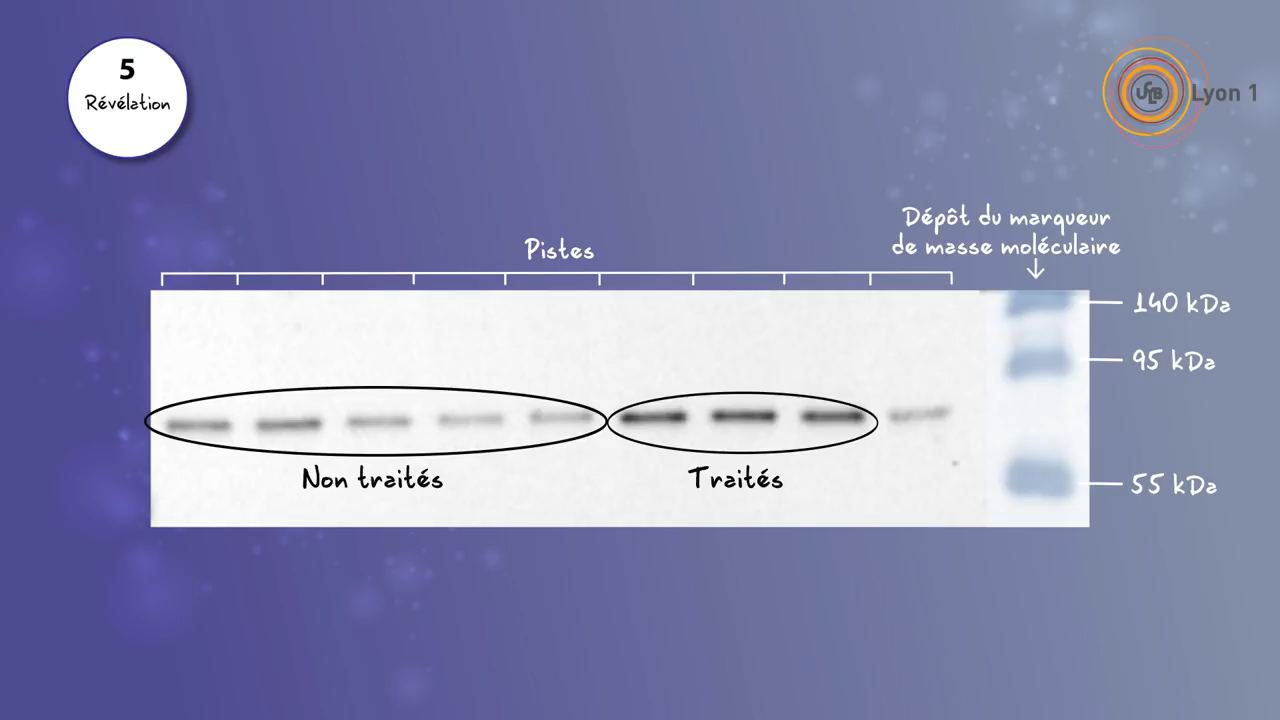 5
Révélation
UCLB
Lyon 1
Dépôt du marqueur
de masse moléculaire
Pistes
140 kDa
95 kDa
Non traités
Traités
55 kDa